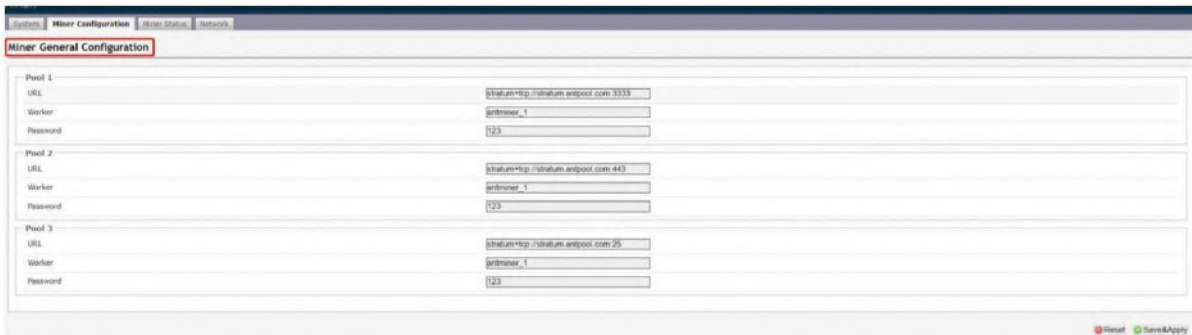 System Miner Configuration Miner Status Network
Miner General Configuration
Pool 1
URL stratum+tcp://stratum.antpool.com:3333
Worker antminer_1
Password 123
Pool 2
URL stratum+tcp://stratum.antpool.com:443
Worker antminer_1
Password 123
Pool 3
URL stratum+tcp://stratum.antpool.com:25
Worker antminer_1
Password 123
Reset Save&Apply